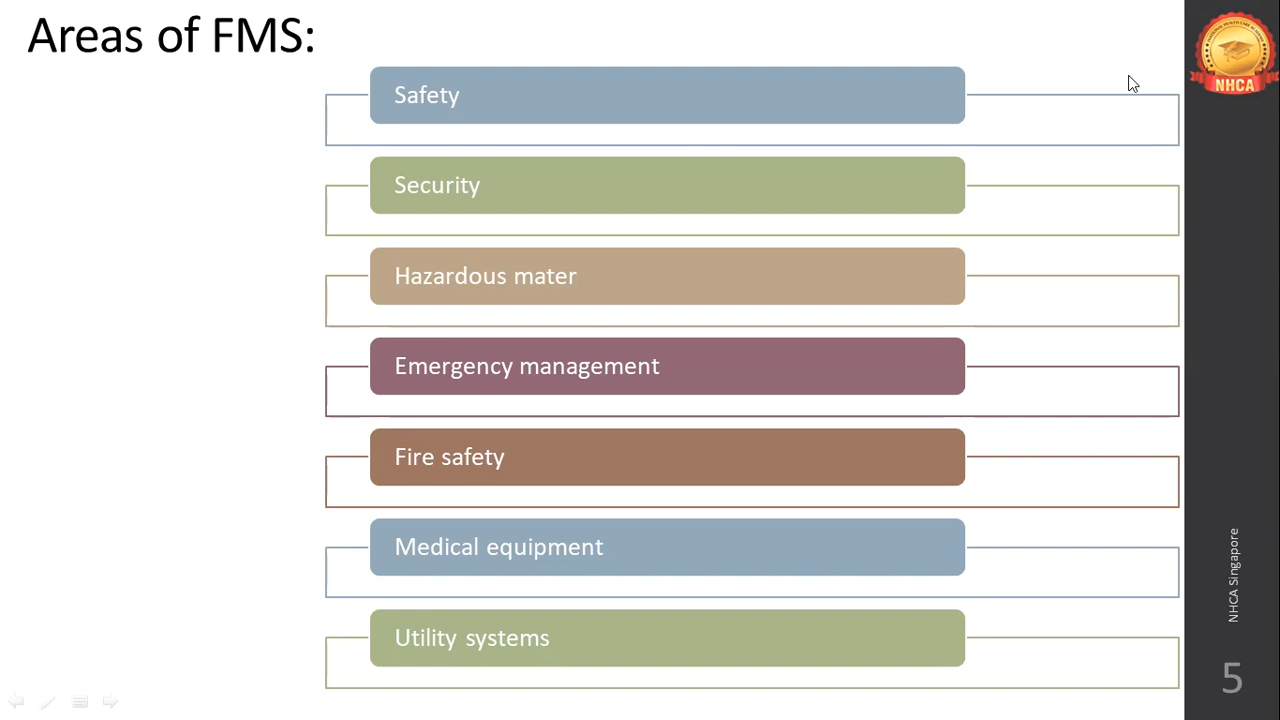 Areas of FMS:
Safety
Security
Hazardous mater
Emergency management
Fire safety
Medical equipment
Utility systems
NHCA
NHCA Singapore
5